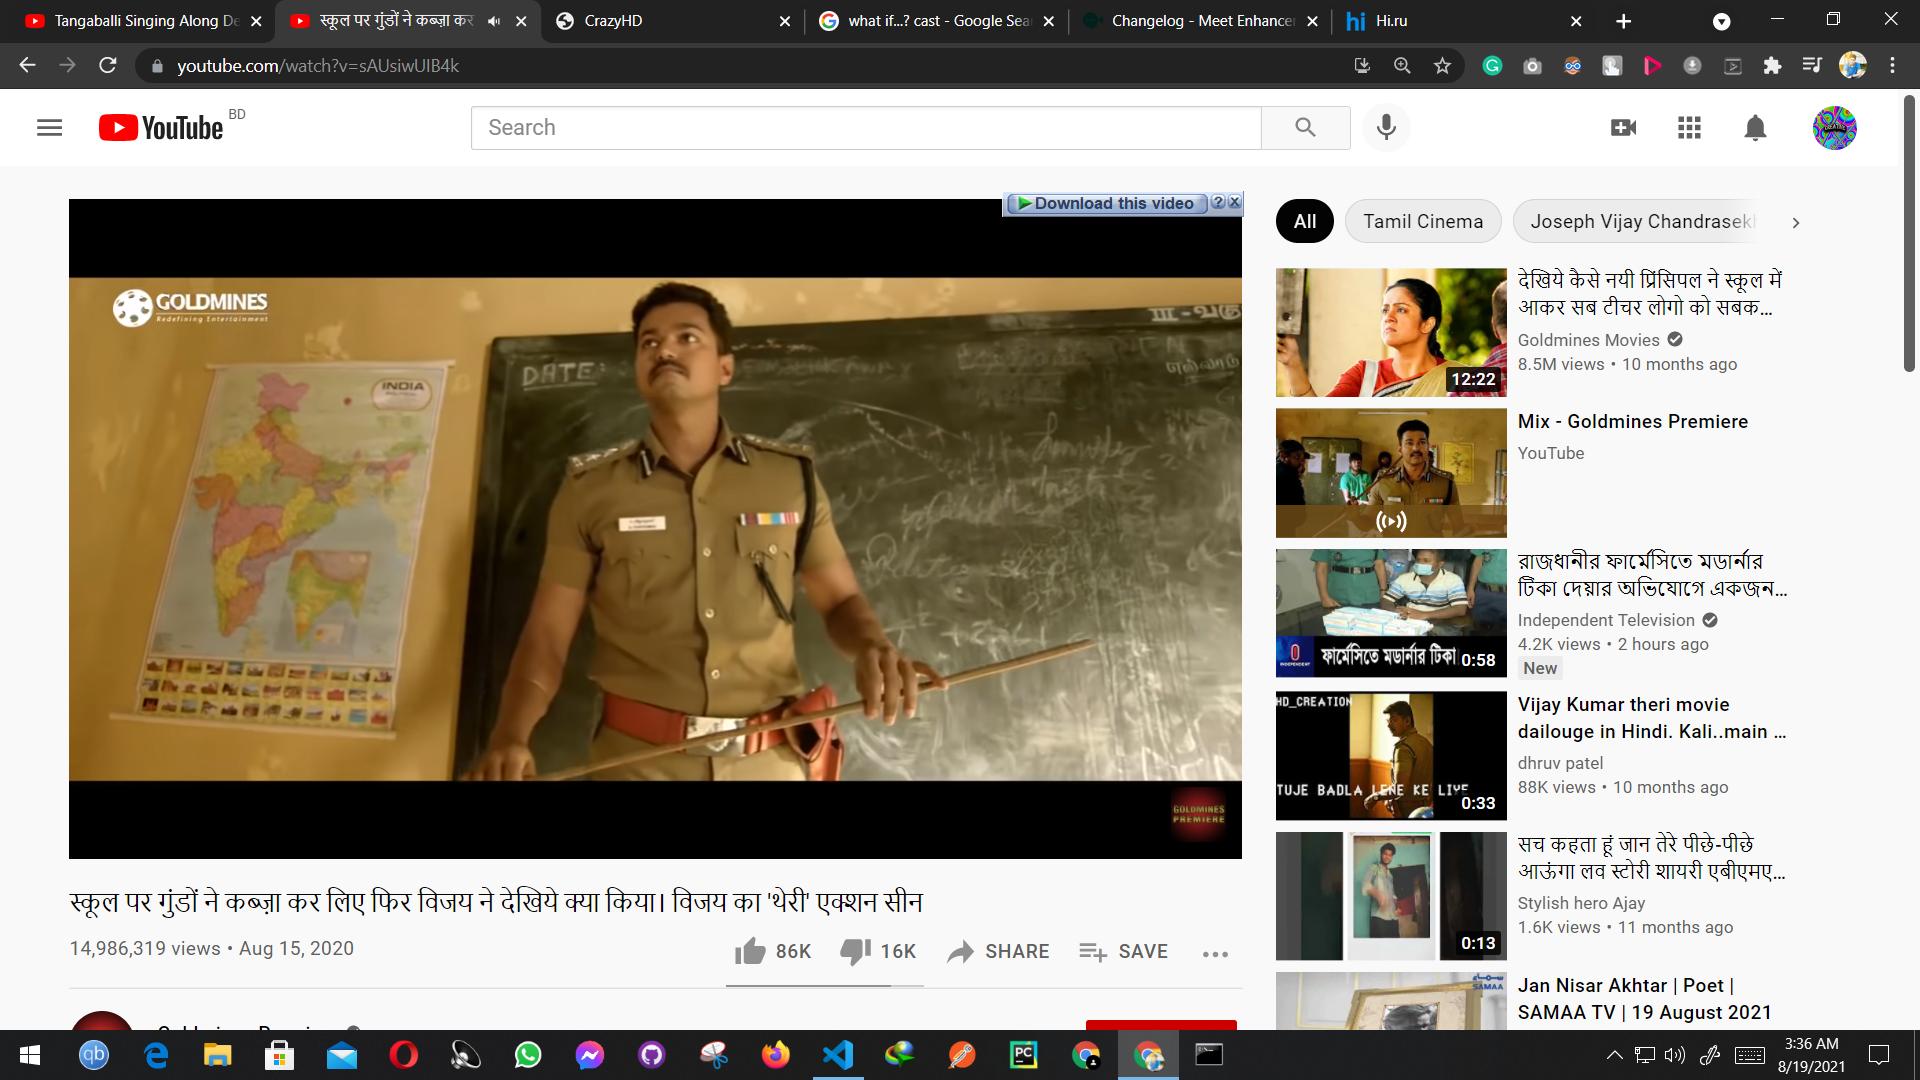 Tangaballi Singing Along De
स्कूल पर गुंडों ने कब्ज़ा कर
CrazyHD
what if...? cast - Google Sea
Changelog - Meet Enhancer
Hi.ru
youtube.com/watch?v=sAUsiwUIB4k
YouTube BD
Search
Download this video
GOLDMINES
Redefining Entertainment
INDIA
DATE:
III - வகு
GOLDMINES
PREMIERE
स्कूल पर गुंडों ने कब्ज़ा कर लिए फिर विजय ने देखिये क्या किया। विजय का 'थेरी' एक्शन सीन
14,986,319 views • Aug 15, 2020
86K 16K SHARE SAVE
All Tamil Cinema Joseph Vijay Chandrasekh
देखिये कैसे नयी प्रिंसिपल ने स्कूल में
आकर सब टीचर लोगो को सबक...
Goldmines Movies
8.5M views • 10 months ago
12:22
Mix - Goldmines Premiere
YouTube
রাজধানীর ফার্মেসিতে মডার্নার
টিকা দেয়ার অভিযোগে একজন...
Independent Television
4.2K views • 2 hours ago
New
INDEPENDENT
ফার্মেসিতে মডার্নার টিকা
0:58
Vijay Kumar theri movie
dailouge in Hindi. Kali..main ...
dhruv patel
88K views • 10 months ago
HD_CREATION
TUJE BADLA LENE KE LIYE
0:33
सच कहता हूं जान तेरे पीछे-पीछे
आऊंगा लव स्टोरी शायरी एबीएमए...
Stylish hero Ajay
1.6K views • 11 months ago
0:13
Jan Nisar Akhtar | Poet |
SAMAA TV | 19 August 2021
SAMAA
3:36 AM
8/19/2021